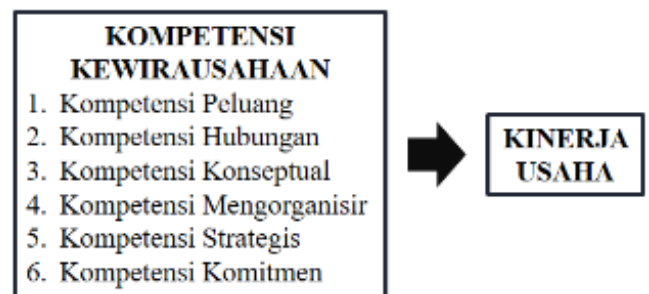 KOMPETENSI
KEWIRAUSAHAAN
1. Kompetensi Peluang
2. Kompetensi Hubungan
3. Kompetensi Konseptual
4. Kompetensi Mengorganisir
5. Kompetensi Strategis
6. Kompetensi Komitmen
KINERJA
USAHA